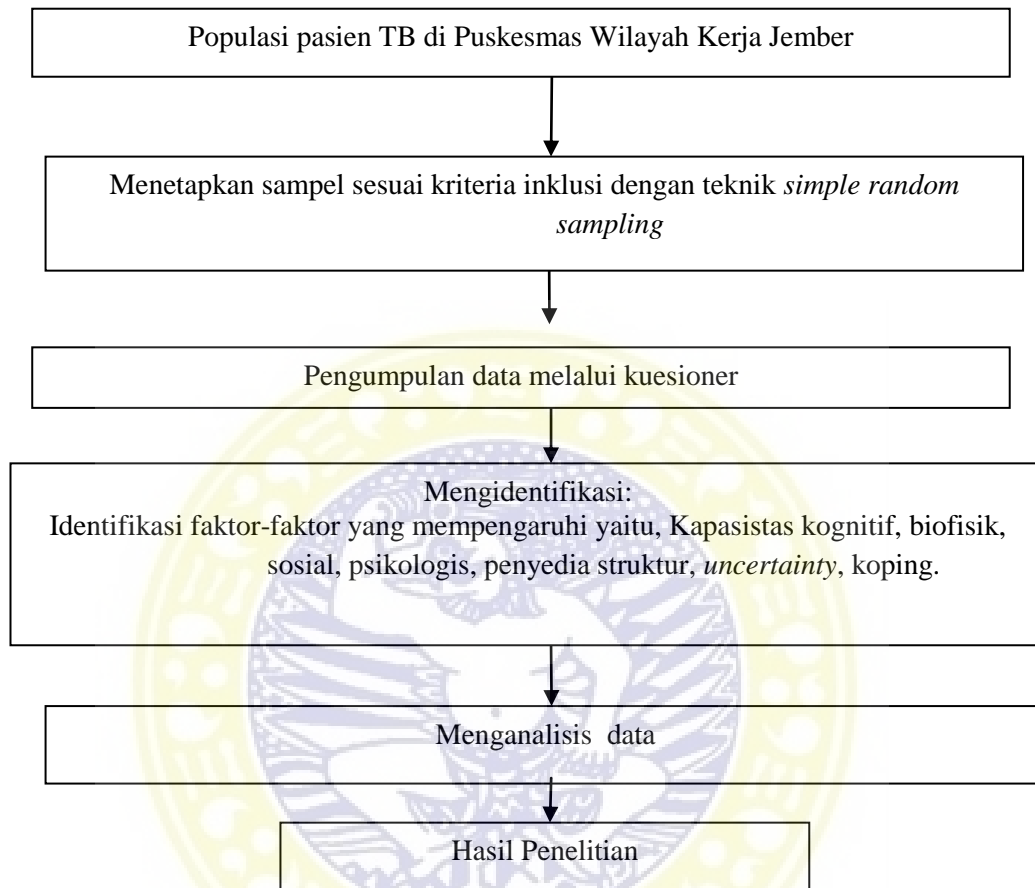 Populasi pasien TB di Puskesmas Wilayah Kerja Jember
Menetapkan sampel sesuai kriteria inklusi dengan teknik simple random
sampling
Pengumpulan data melalui kuesioner
Mengidentifikasi:
Identifikasi faktor-faktor yang mempengaruhi yaitu, Kapasistas kognitif, biofisik,
sosial, psikologis, penyedia struktur, uncertainty, koping.
Menganalisis data
Hasil Penelitian